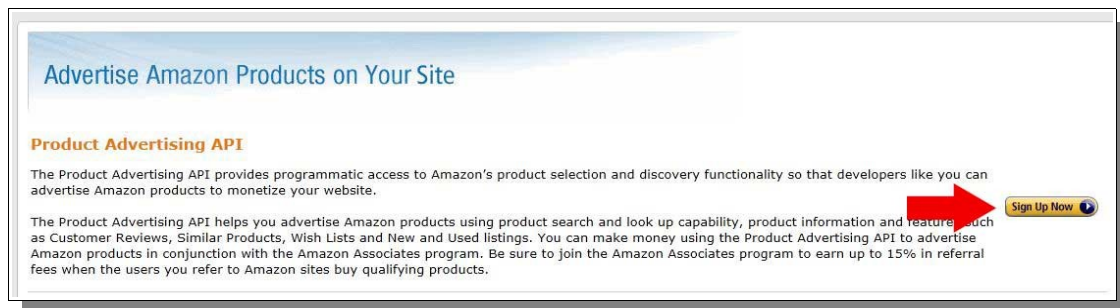 Advertise Amazon Products on Your Site
Product Advertising API
The Product Advertising API provides programmatic access to Amazon's product selection and discovery functionality so that developers like you can
advertise Amazon products to monetize your website.
Sign Up Now
The Product Advertising API helps you advertise Amazon products using product search and look up capability, product information and features such
as Customer Reviews, Similar Products, Wish Lists and New and Used listings. You can make money using the Product Advertising API to advertise
Amazon products in conjunction with the Amazon Associates program. Be sure to join the Amazon Associates program to earn up to 15% in referral
fees when the users you refer to Amazon sites buy qualifying products.